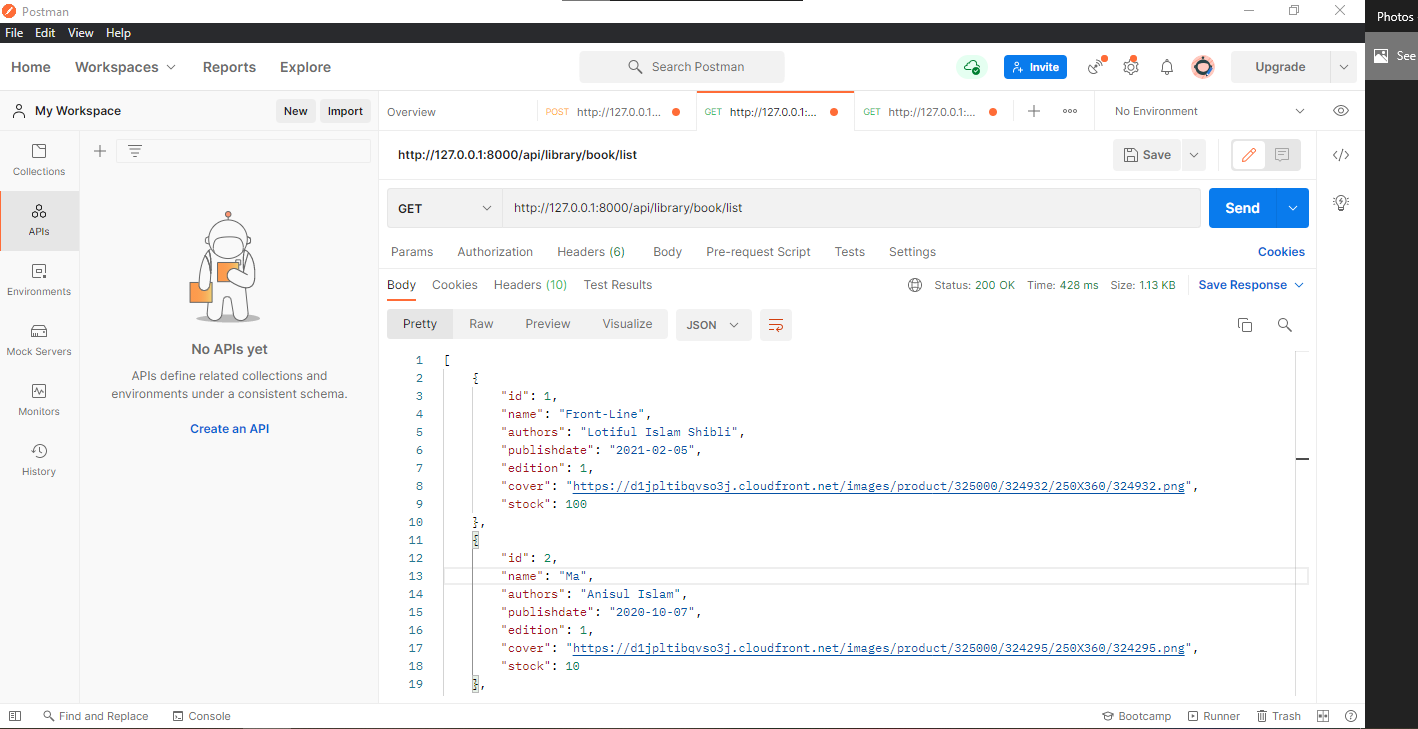 Postman
Photos
File Edit View Help
See
Home Workspaces Reports Explore Search Postman Invite Upgrade
My Workspace New Import Overview POST http://127.0.0.1... GET http://127.0.0.1:... GET http://127.0.0.1:... No Environment
http://127.0.0.1:8000/api/library/book/list Save
Collections
APIs
Environments
Mock Servers
Monitors
History
No APIs yet
APIs define related collections and
environments under a consistent schema.
Create an API
GET http://127.0.0.1:8000/api/library/book/list Send
Params Authorization Headers (6) Body Pre-request Script Tests Settings Cookies
Body Cookies Headers (10) Test Results Status: 200 OK Time: 428 ms Size: 1.13 KB Save Response
Pretty Raw Preview Visualize JSON
1 [
2 {
3 "id": 1,
4 "name": "Front-Line",
5 "authors": "Lotiful Islam Shibli",
6 "publishdate": "2021-02-05",
7 "edition": 1,
8 "cover": "https://d1jpltibqvso3j.cloudfront.net/images/product/325000/324932/250X360/324932.png",
9 "stock": 100
10 },
11 {
12 "id": 2,
13 "name": "Ma",
14 "authors": "Anisul Islam",
15 "publishdate": "2020-10-07",
16 "edition": 1,
17 "cover": "https://d1jpltibqvso3j.cloudfront.net/images/product/325000/324295/250X360/324295.png",
18 "stock": 10
19 },
Find and Replace Console Bootcamp Runner Trash